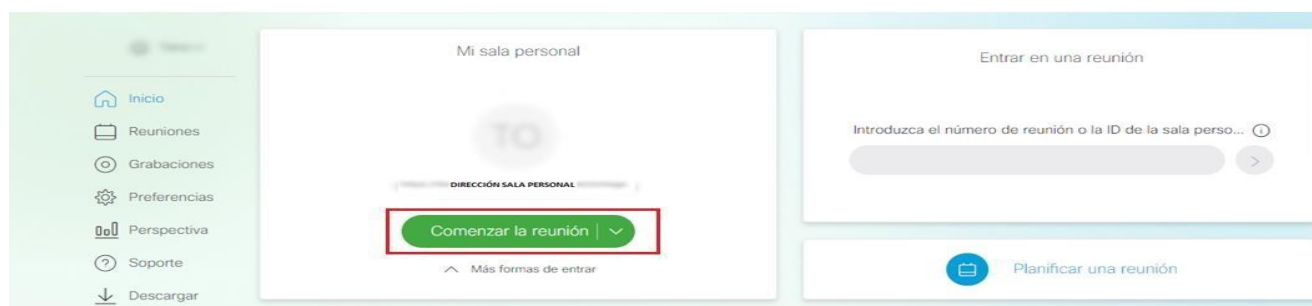 Inicio
Reuniones
Grabaciones
Preferencias
Perspectiva
Soporte
Descargar
Mi sala personal
TO
DIRECCIÓN SALA PERSONAL
Comenzar la reunión
Más formas de entrar
Entrar en una reunión
Introduzca el número de reunión o la ID de la sala perso...
Planificar una reunión